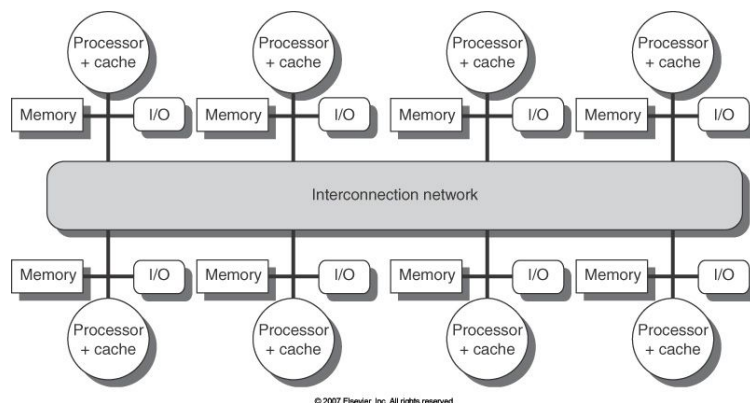 Processor
+ cache
Processor
+ cache
Processor
+ cache
Processor
+ cache
Memory
I/O
Memory
I/O
Memory
I/O
Memory
I/O
Interconnection network
Memory
I/O
Memory
I/O
Memory
I/O
Memory
I/O
Processor
+ cache
Processor
+ cache
Processor
+ cache
Processor
+ cache
© 2007 Elsevier, Inc. All rights reserved.